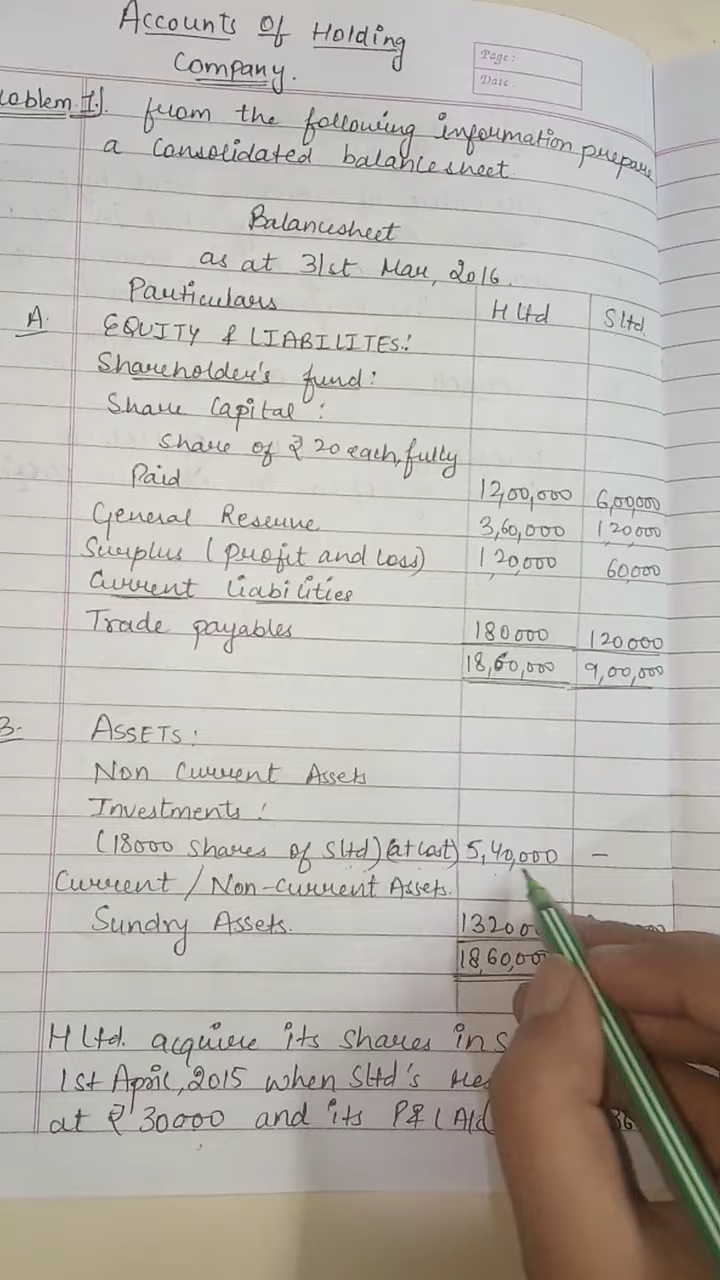 Accounts of Holding
Company.
Page:
Date:
oblem 1). from the following information prepare
a consolidated balancesheet.
Balancesheet
as at 31st Mar, 2016.
Particulars H Ltd S Ltd.
A. EQUITY & LIABILITES:
Shareholder's fund:
Share Capital:
Share of ₹ 20 each, fully
Paid 12,00,000 6,00,000
General Reserve 3,60,000 1,20,000
Surplus (profit and loss) 1,20,000 60,000
Current liabilities
Trade payables 180000 120000
18,60,000 9,00,000
B. ASSETS:
Non Current Assets
Investments:
(18000 shares of S Ltd) (at cost) 5,40,000 –
Current / Non-current Assets.
Sundry Assets. 13200
18,60,00
H Ltd. acquire its shares in S
1st April, 2015 when S Ltd's
at ₹ 30000 and its P & L A/c